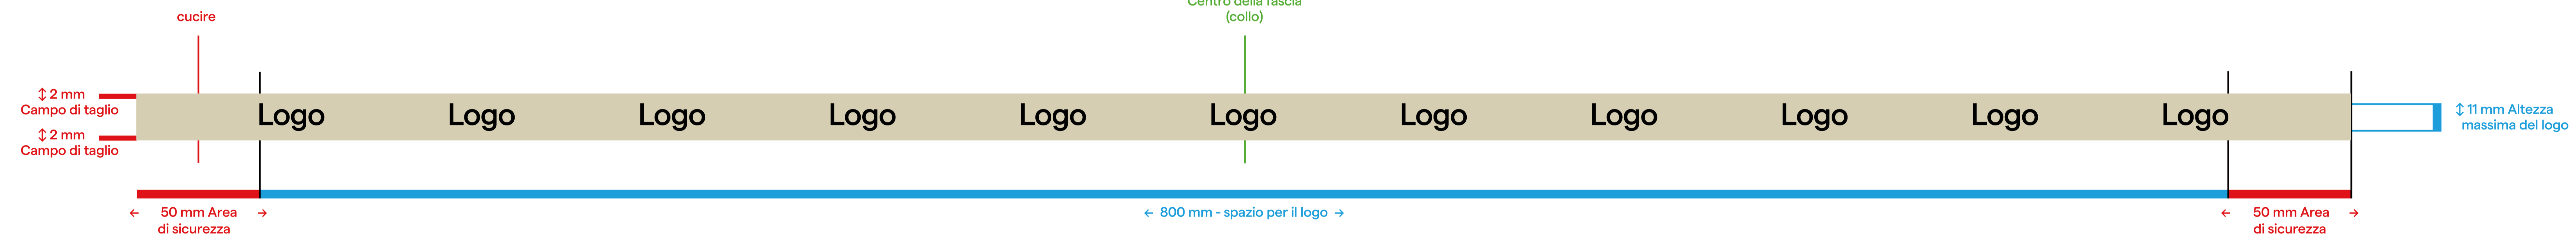 cucire
Centro della fascia
(collo)
↕ 2 mm
Campo di taglio
↕ 2 mm
Campo di taglio
Logo Logo Logo Logo Logo Logo Logo Logo Logo Logo Logo
↕ 11 mm Altezza
massima del logo
← 50 mm Area →
di sicurezza
← 800 mm - spazio per il logo →
← 50 mm Area →
di sicurezza